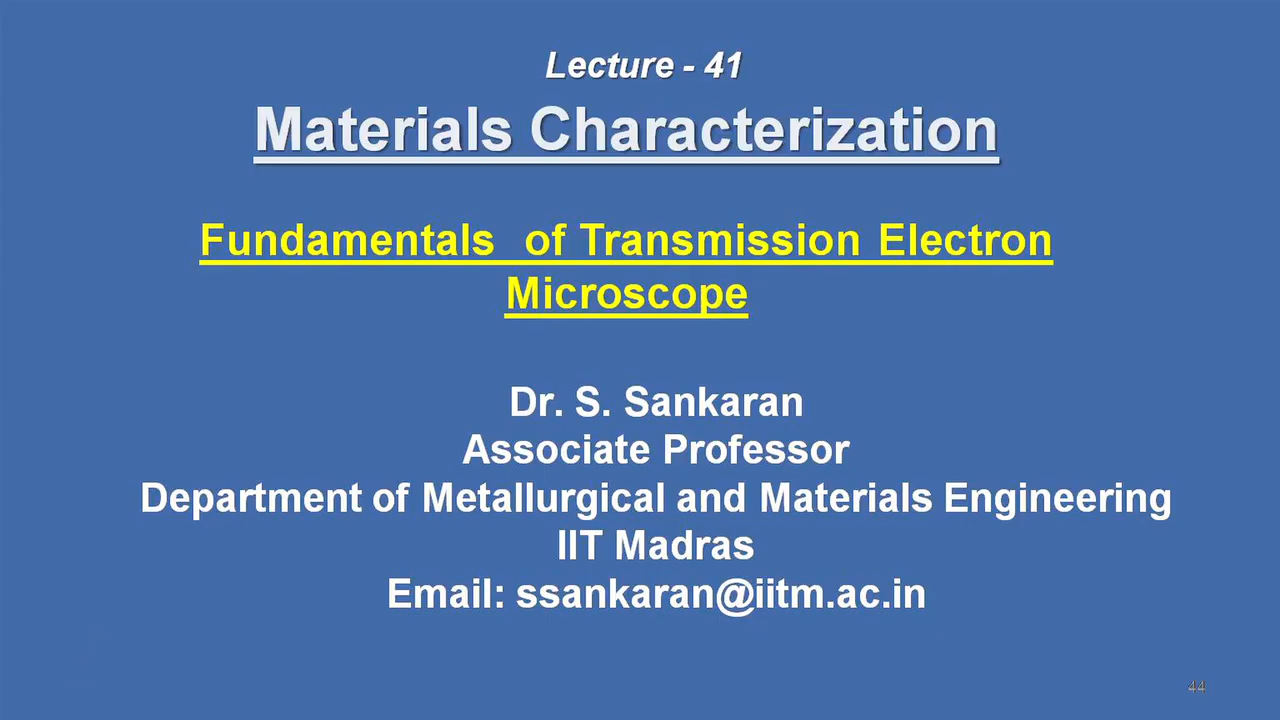 Lecture - 41
Materials Characterization
Fundamentals of Transmission Electron
Microscope
Dr. S. Sankaran
Associate Professor
Department of Metallurgical and Materials Engineering
IIT Madras
Email: ssankaran@iitm.ac.in
44